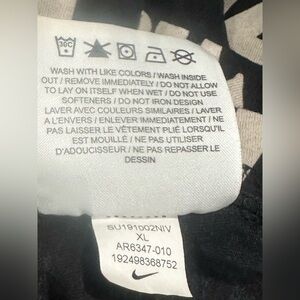 30C
WASH WITH LIKE COLORS / WASH INSIDE
OUT / REMOVE IMMEDIATELY / DO NOT ALLOW
TO LAY ON ITSELF WHEN WET / DO NOT USE
SOFTENERS / DO NOT IRON DESIGN
LAVER AVEC COULEURS SIMILAIRES / LAVER
A L'ENVERS / ENLEVER IMMEDIATEMENT / NE
PAS LAISSER LE VÊTEMENT PLIÉ LORSQU'IL
EST MOUILLÉ / NE PAS UTILISER
D'ADOUCISSEUR / NE PAS REPASSER LE
DESSIN
SU191002NIV
XL
AR6347-010
192498368752